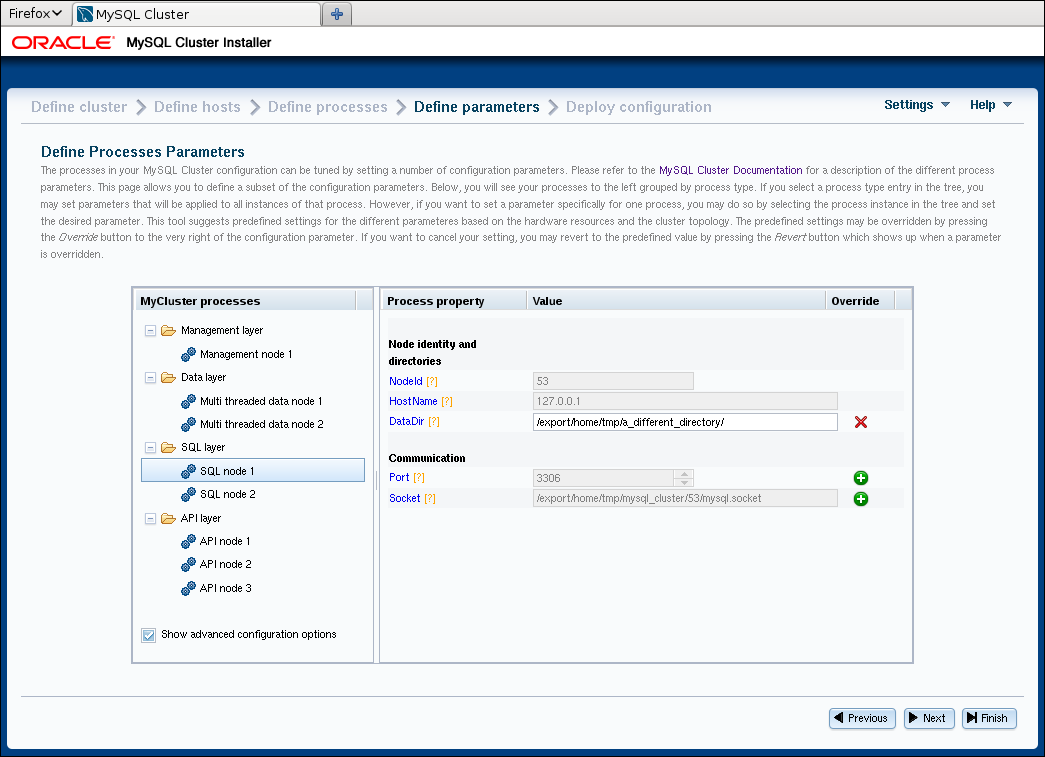 Firefox
MySQL Cluster
ORACLE® MySQL Cluster Installer
Define cluster Define hosts Define processes Define parameters Deploy configuration Settings Help
Define Processes Parameters
The processes in your MySQL Cluster configuration can be tuned by setting a number of configuration parameters. Please refer to the MySQL Cluster Documentation for a description of the different process
parameters. This page allows you to define a subset of the configuration parameters. Below, you will see your processes to the left grouped by process type. If you select a process type entry in the tree, you
may set parameters that will be applied to all instances of that process. However, if you want to set a parameter specifically for one process, you may do so by selecting the process instance in the tree and set
the desired parameter. This tool suggests predefined settings for the different parameteres based on the hardware resources and the cluster topology. The predefined settings may be overridden by pressing
the Override button to the very right of the configuration parameter. If you want to cancel your setting, you may revert to the predefined value by pressing the Revert button which shows up when a parameter
is overridden.
MyCluster processes
Management layer
Management node 1
Data layer
Multi threaded data node 1
Multi threaded data node 2
SQL layer
SQL node 1
SQL node 2
API layer
API node 1
API node 2
API node 3
Show advanced configuration options
Process property Value Override
Node identity and
directories
NodeId [?] 53
HostName [?] 127.0.0.1
DataDir [?] /export/home/tmp/a_different_directory/
Communication
Port [?] 3306
Socket [?] /export/home/tmp/mysql_cluster/53/mysql.socket
Previous Next Finish